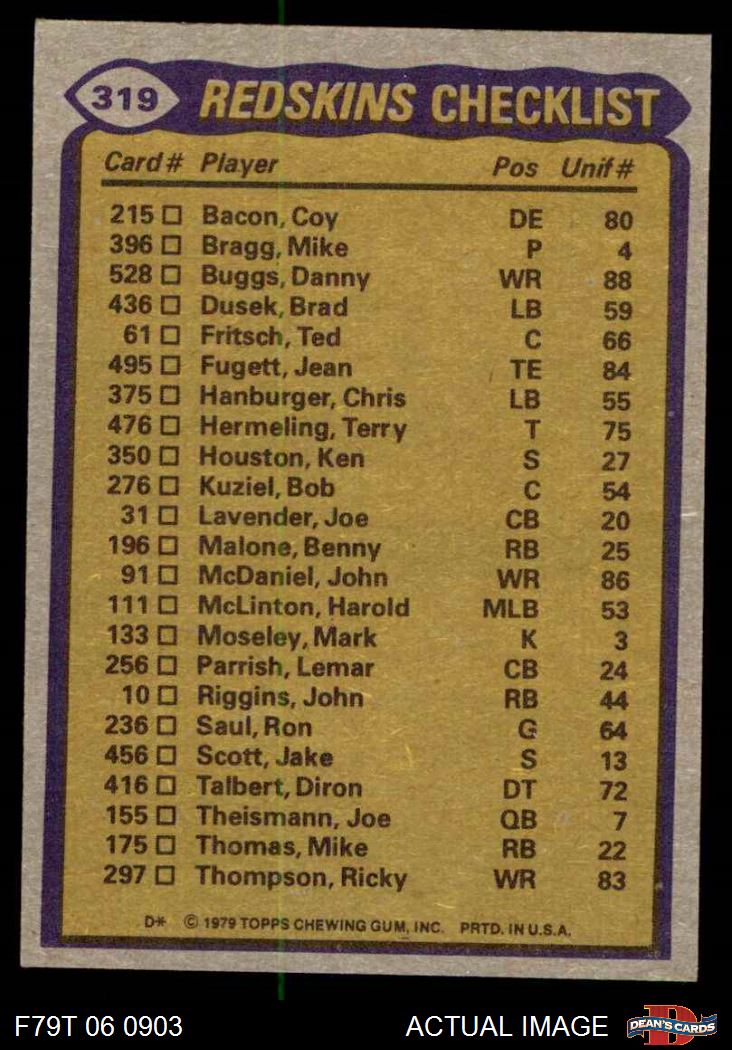 319 REDSKINS CHECKLIST
Card# Player Pos Unif#
215 □ Bacon, Coy DE 80
396 □ Bragg, Mike P 4
528 □ Buggs, Danny WR 88
436 □ Dusek, Brad LB 59
61 □ Fritsch, Ted C 66
495 □ Fugett, Jean TE 84
375 □ Hanburger, Chris LB 55
476 □ Hermeling, Terry T 75
350 □ Houston, Ken S 27
276 □ Kuziel, Bob C 54
31 □ Lavender, Joe CB 20
196 □ Malone, Benny RB 25
91 □ McDaniel, John WR 86
111 □ McLinton, Harold MLB 53
133 □ Moseley, Mark K 3
256 □ Parrish, Lemar CB 24
10 □ Riggins, John RB 44
236 □ Saul, Ron G 64
456 □ Scott, Jake S 13
416 □ Talbert, Diron DT 72
155 □ Theismann, Joe QB 7
175 □ Thomas, Mike RB 22
297 □ Thompson, Ricky WR 83
D* © 1979 TOPPS CHEWING GUM, INC. PRTD. IN U.S.A.
F79T 06 0903 ACTUAL IMAGE D DEAN'S CARDS